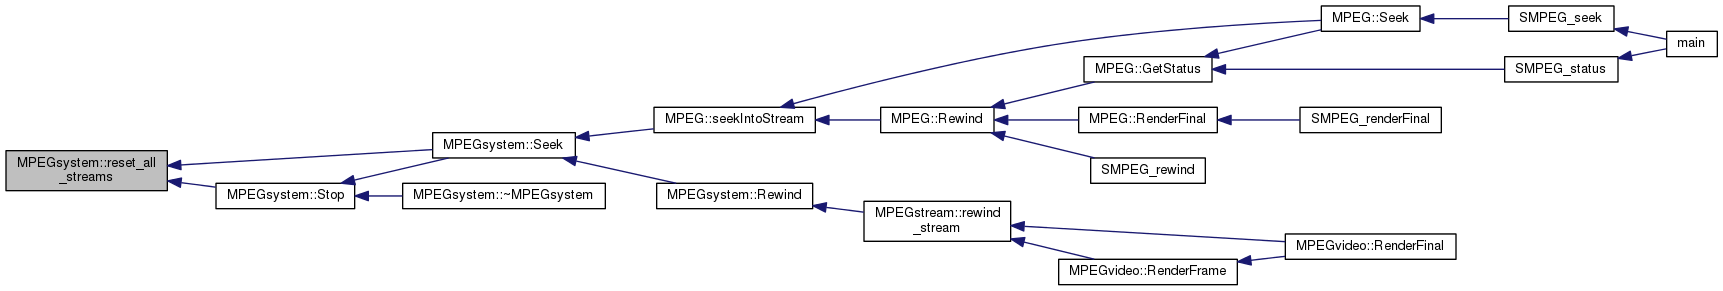 MPEGsystem::reset_all
_streams
MPEGsystem::Seek
MPEGsystem::Stop
MPEGsystem::~MPEGsystem
MPEG::seekIntoStream
MPEGsystem::Rewind
MPEG::Rewind
MPEGstream::rewind
_stream
MPEG::GetStatus
MPEG::RenderFinal
SMPEG_rewind
MPEGvideo::RenderFrame
MPEG::Seek
SMPEG_renderFinal
MPEGvideo::RenderFinal
SMPEG_seek
SMPEG_status
main